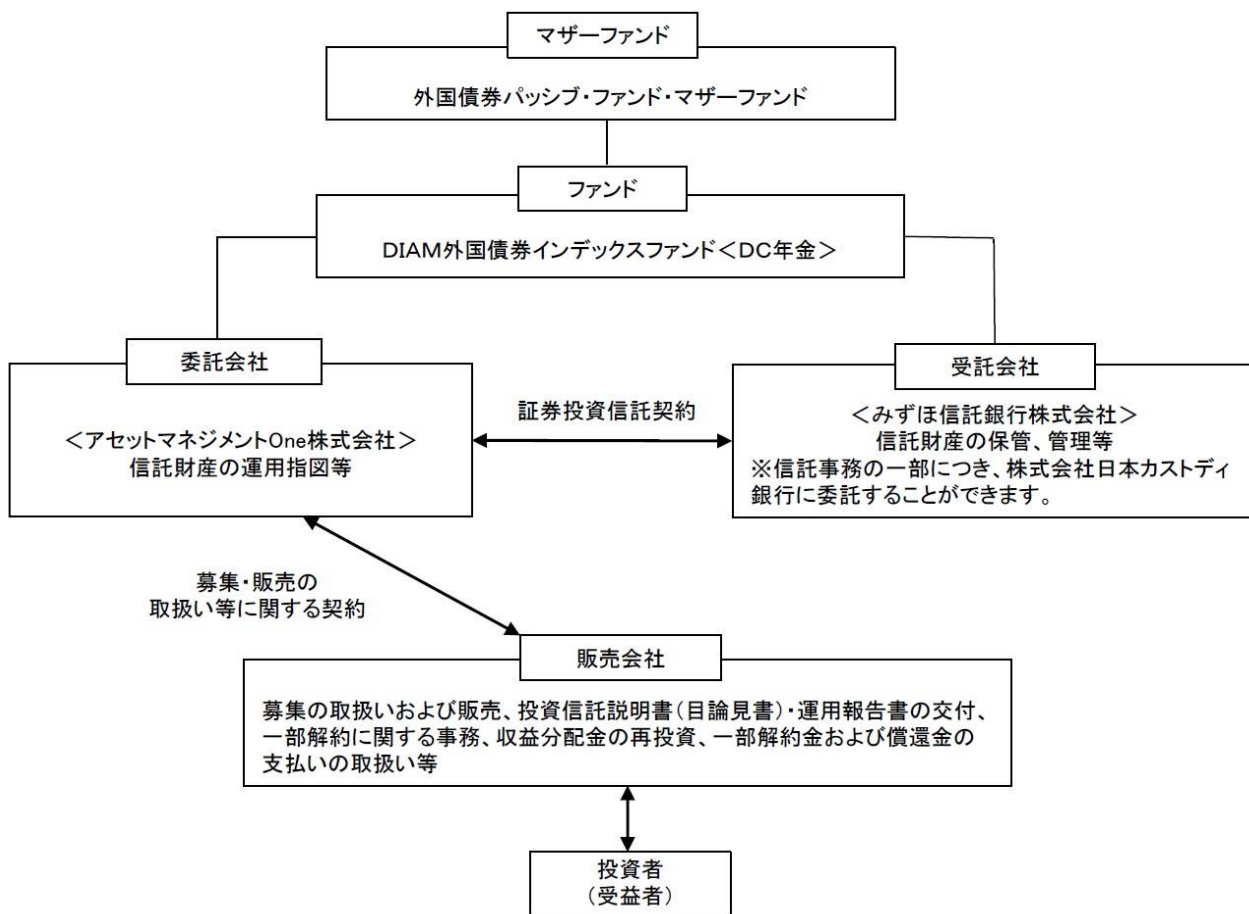 マザーファンド
外国債券パッシブ・ファンド・マザーファンド
ファンド
DIAM外国債券インデックスファンド<DC年金>
委託会社
<アセットマネジメントOne株式会社>
信託財産の運用指図等
証券投資信託契約
受託会社
<みずほ信託銀行株式会社>
信託財産の保管、管理等
※信託事務の一部につき、株式会社日本カストディ
銀行に委託することができます。
募集・販売の
取扱い等に関する契約
販売会社
募集の取扱いおよび販売、投資信託説明書(目論見書)・運用報告書の交付、
一部解約に関する事務、収益分配金の再投資、一部解約金および償還金の
支払いの取扱い等
投資者
(受益者)